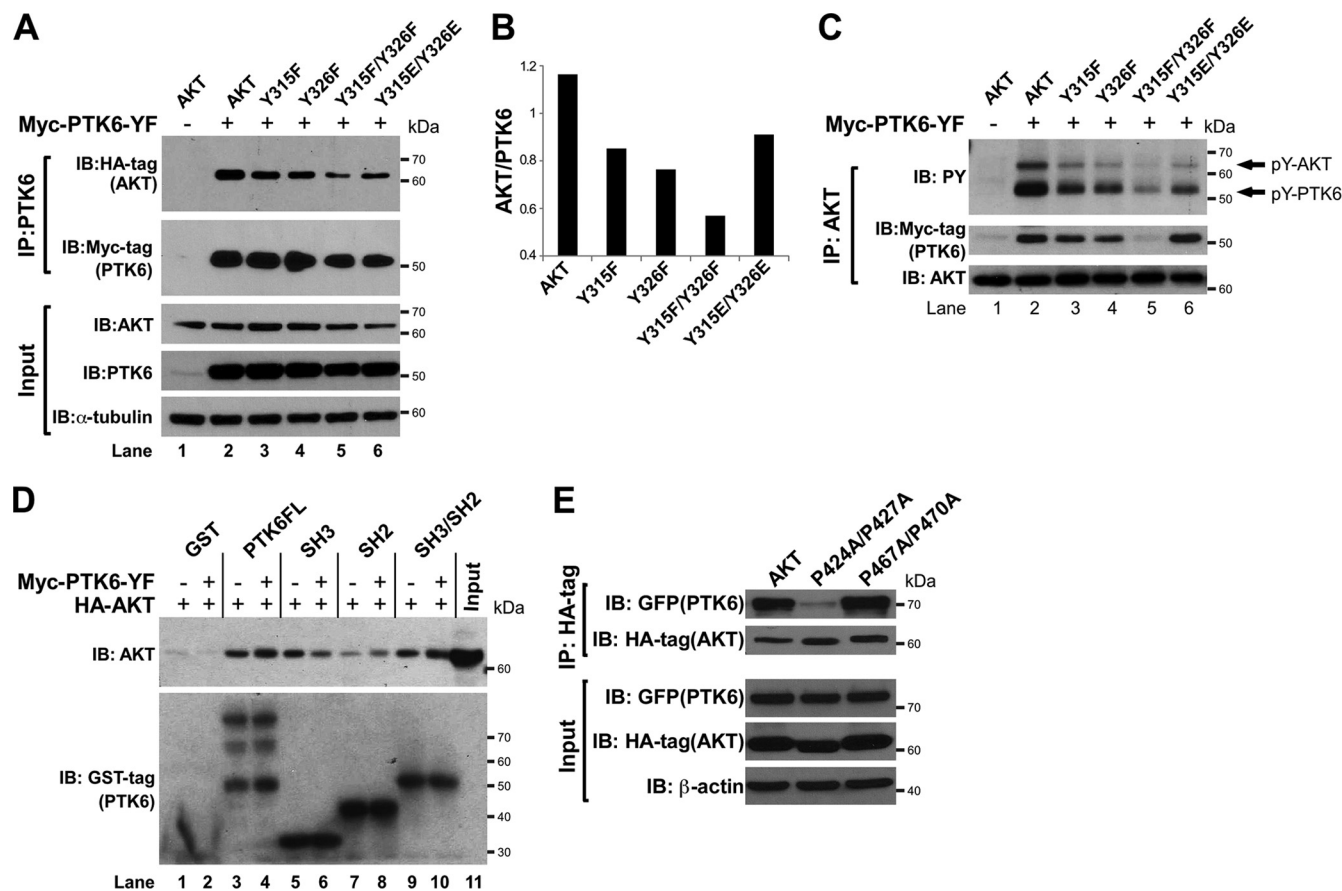 A
AKT AKT Y315F Y326F Y315F/Y326F Y315E/Y326E
Myc-PTK6-YF - + + + + + kDa
IP:PTK6
IB:HA-tag
(AKT)
70
60
IB:Myc-tag
(PTK6)
50
Input
IB:AKT
70
60
IB:PTK6
50
IB:α-tubulin
60
Lane 1 2 3 4 5 6
B
AKT/PTK6
1.2
1
0.8
0.6
0.4
AKT Y315F Y326F Y315F/Y326F Y315E/Y326E
C
AKT AKT Y315F Y326F Y315F/Y326F Y315E/Y326E
Myc-PTK6-YF - + + + + + kDa
IP: AKT
IB: PY
70
60
50
pY-AKT
pY-PTK6
IB:Myc-tag
(PTK6)
50
IB: AKT
60
Lane 1 2 3 4 5 6
D
GST PTK6FL SH3 SH2 SH3/SH2 Input
Myc-PTK6-YF - + - + - + - + - +
HA-AKT + + + + + + + + + + kDa
IB: AKT
60
IB: GST-tag
(PTK6)
70
60
50
40
30
Lane 1 2 3 4 5 6 7 8 9 10 11
E
AKT P424A/P427A P467A/P470A
kDa
IP: HA-tag
IB: GFP(PTK6)
70
IB: HA-tag(AKT)
60
Input
IB: GFP(PTK6)
70
IB: HA-tag(AKT)
60
IB: β-actin
40